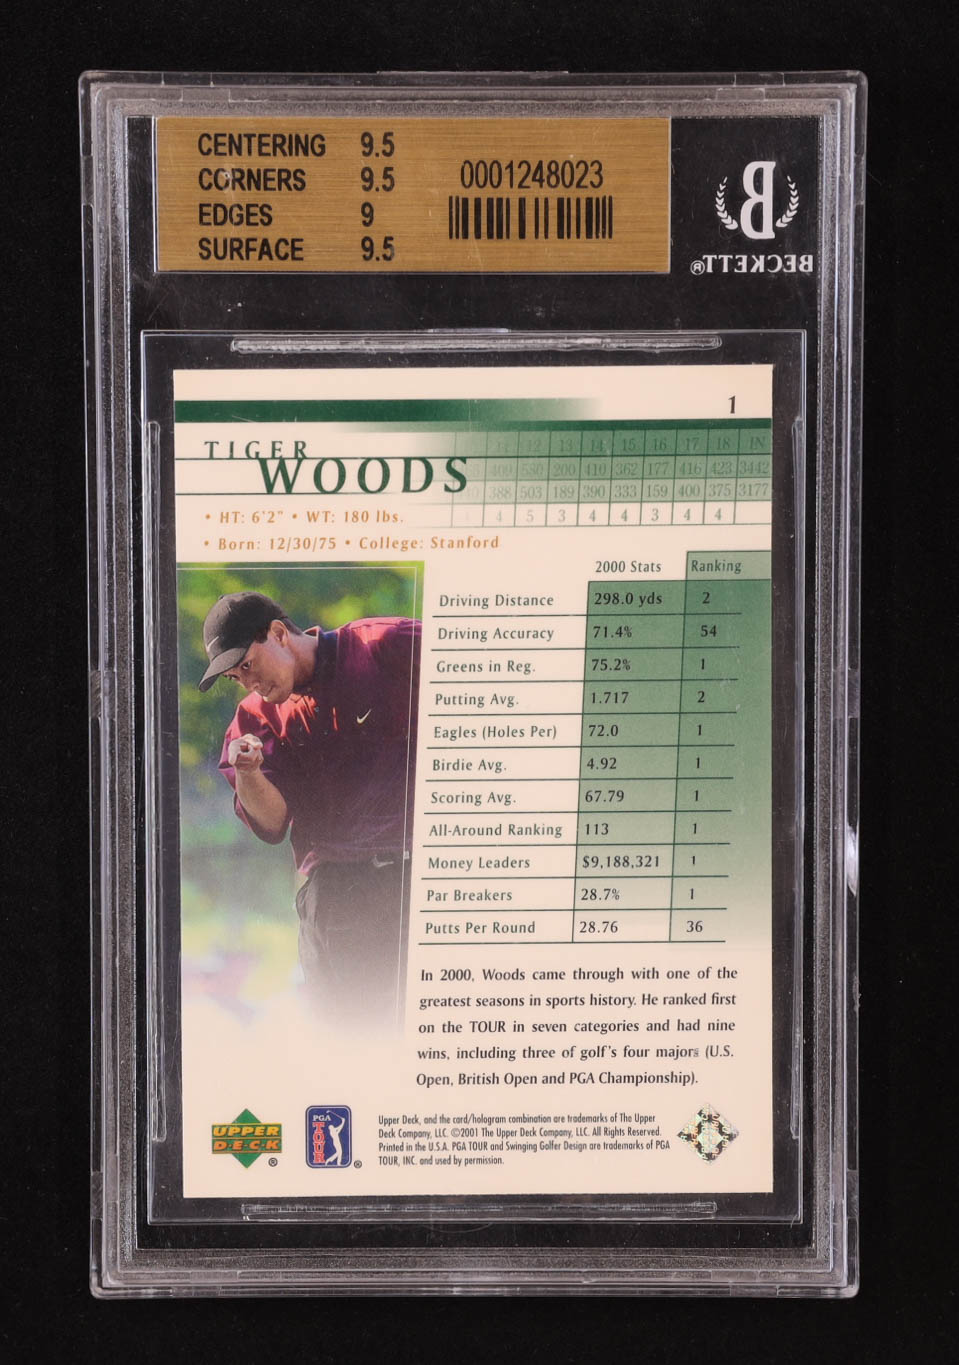 CENTERING 9.5
CORNERS 9.5
EDGES 9
SURFACE 9.5
0001248023
B
BECKETT®
1
TIGER
WOODS
12 13 14 15 16 17 18 IN
409 530 200 410 362 177 416 423 3442
388 503 189 390 333 159 400 375 3177
4 5 3 4 4 3 4 4
• HT: 6'2" • WT: 180 lbs.
• Born: 12/30/75 • College: Stanford
2000 Stats Ranking
Driving Distance 298.0 yds 2
Driving Accuracy 71.4% 54
Greens in Reg. 75.2% 1
Putting Avg. 1.717 2
Eagles (Holes Per) 72.0 1
Birdie Avg. 4.92 1
Scoring Avg. 67.79 1
All-Around Ranking 113 1
Money Leaders $9,188,321 1
Par Breakers 28.7% 1
Putts Per Round 28.76 36
In 2000, Woods came through with one of the
greatest seasons in sports history. He ranked first
on the TOUR in seven categories and had nine
wins, including three of golf's four majors (U.S.
Open, British Open and PGA Championship).
UPPER
DECK
®
PGA
TOUR
®
Upper Deck, and the card/hologram combination are trademarks of The Upper
Deck Company, LLC. ©2001 The Upper Deck Company, LLC. All Rights Reserved.
Printed in the U.S.A. PGA TOUR and Swinging Golfer Design are trademarks of PGA
TOUR, INC. and used by permission.